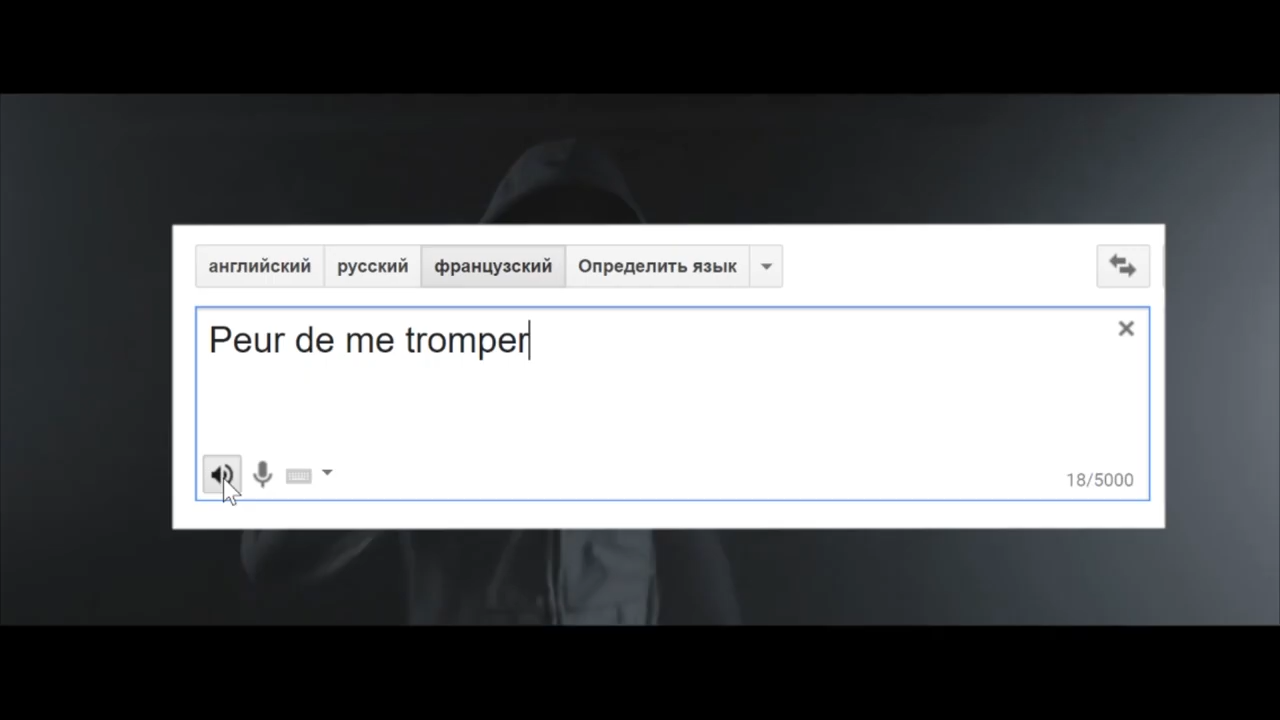 английский русский французский Определить язык
Peur de me tromper
18/5000